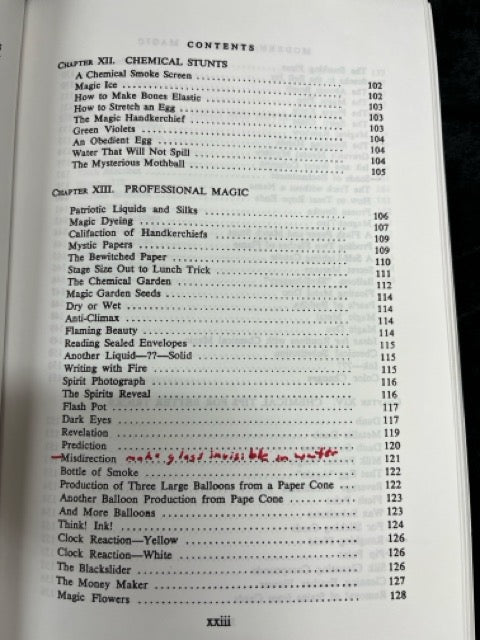 CONTENTS
CHAPTER XII. CHEMICAL STUNTS
A Chemical Smoke Screen 102
Magic Ice 102
How to Make Bones Elastic 103
How to Stretch an Egg 103
The Magic Handkerchief 103
Green Violets 104
An Obedient Egg 104
Water That Will Not Spill 104
The Mysterious Mothball 105
CHAPTER XIII. PROFESSIONAL MAGIC
Patriotic Liquids and Silks 106
Magic Dyeing 107
Califaction of Handkerchiefs 109
Mystic Papers 109
The Bewitched Paper 110
Stage Size Out to Lunch Trick 111
The Chemical Garden 112
Magic Garden Seeds 114
Dry or Wet 114
Anti-Climax 114
Flaming Beauty 114
Reading Sealed Envelopes 115
Another Liquid—??—Solid 115
Writing with Fire 115
Spirit Photograph 116
The Spirits Reveal 116
Flash Pot 117
Dark Eyes 117
Revelation 119
Prediction 120
Misdirection make glass invisible in water 121
Bottle of Smoke 122
Production of Three Large Balloons from a Paper Cone 122
Another Balloon Production from Pape Cone 123
And More Balloons 123
Think! Ink! 124
Clock Reaction—Yellow 126
Clock Reaction—White 126
The Blackslider 126
The Money Maker 127
Magic Flowers 128
xxiii